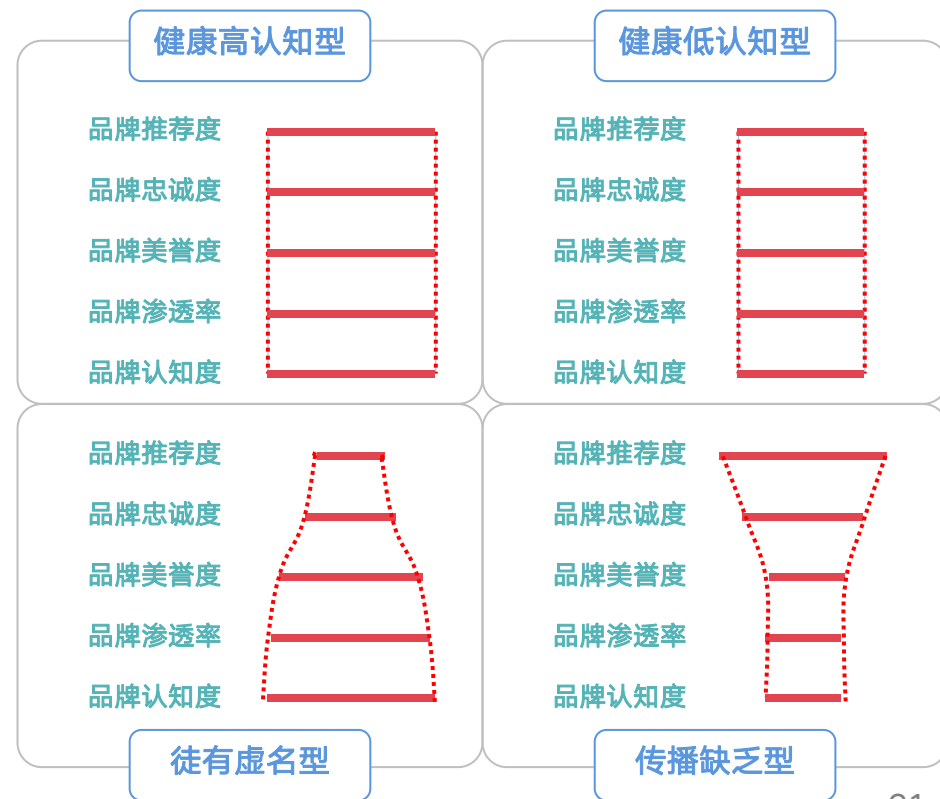 健康高认知型
品牌推荐度
品牌忠诚度
品牌美誉度
品牌渗透率
品牌认知度
健康低认知型
品牌推荐度
品牌忠诚度
品牌美誉度
品牌渗透率
品牌认知度
品牌推荐度
品牌忠诚度
品牌美誉度
品牌渗透率
品牌认知度
徒有虚名型
品牌推荐度
品牌忠诚度
品牌美誉度
品牌渗透率
品牌认知度
传播缺乏型